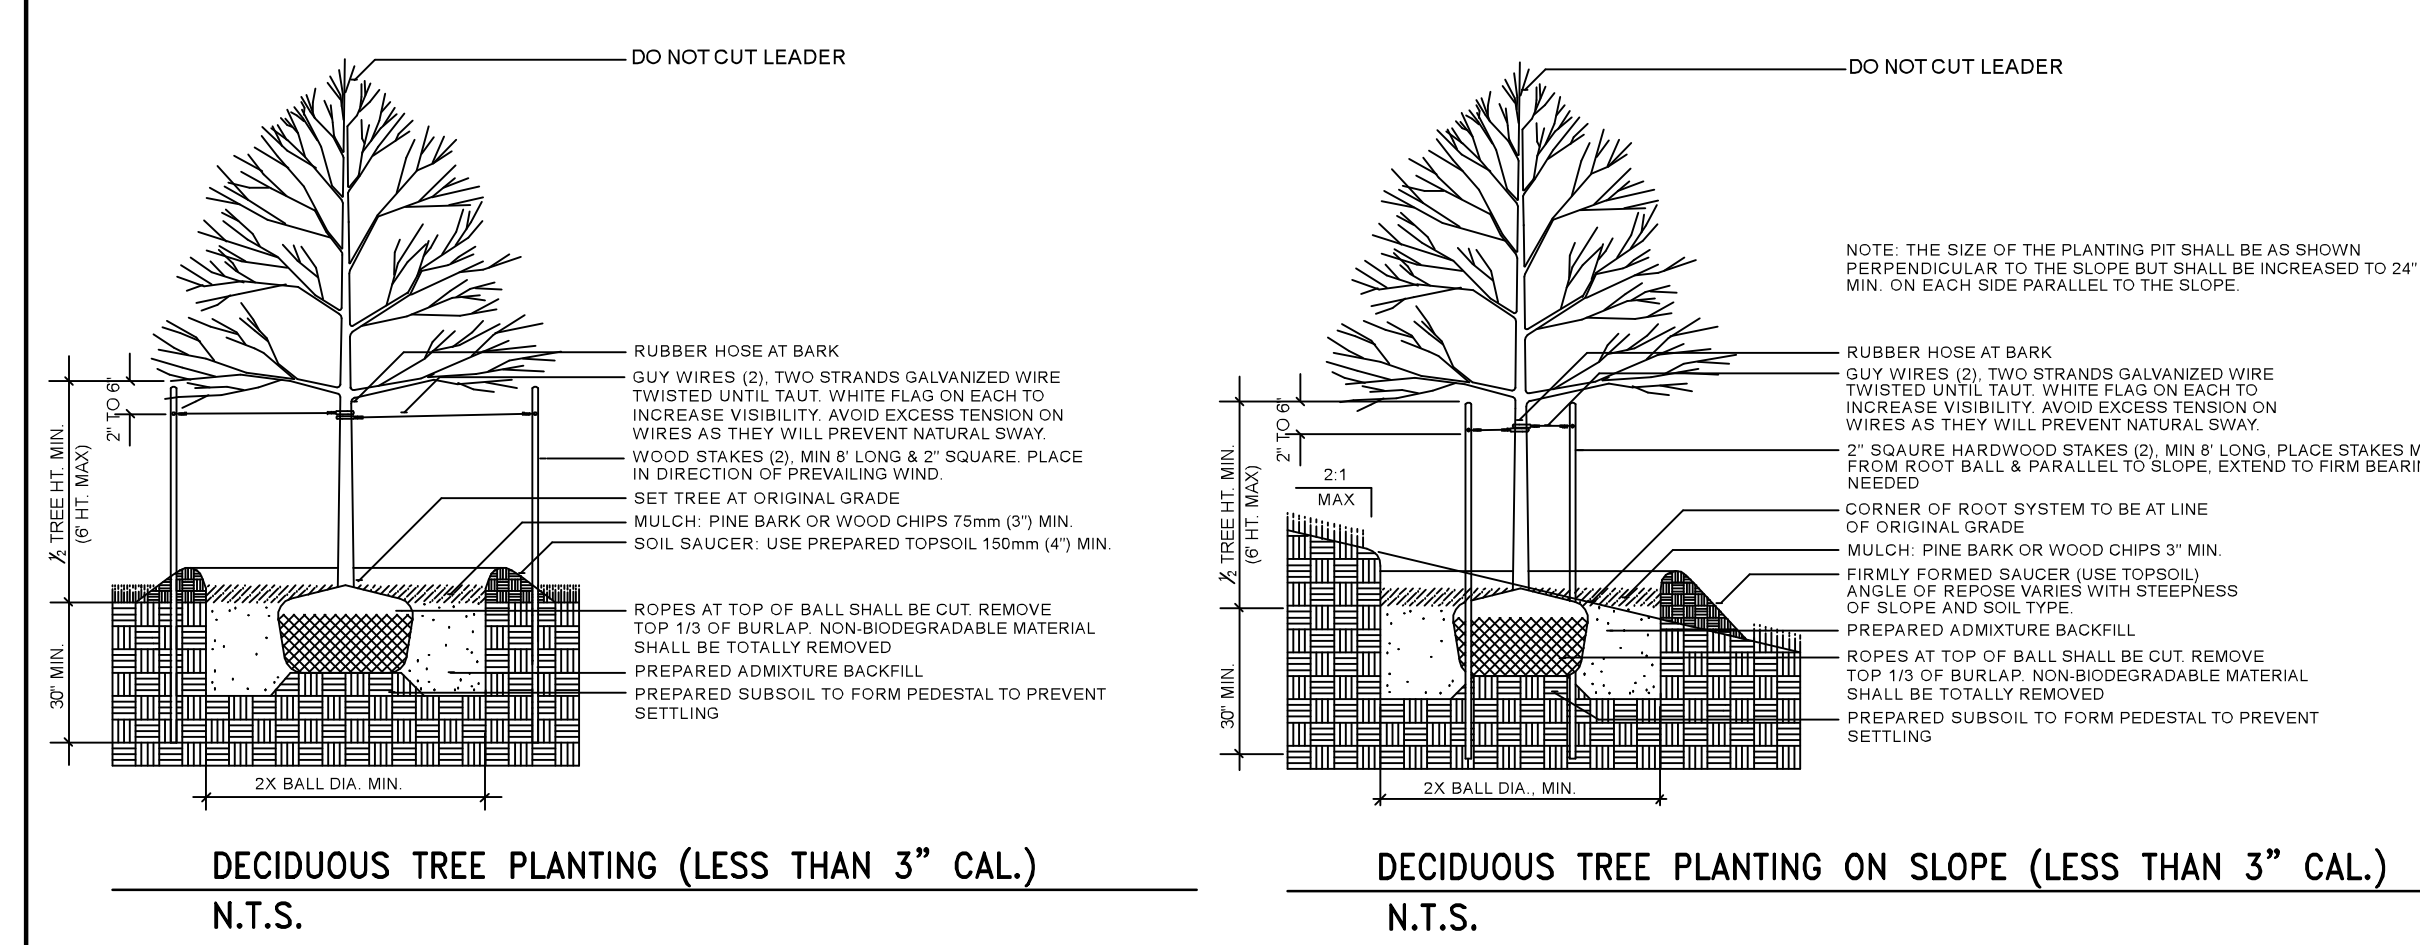 DO NOT CUT LEADER
RUBBER HOSE AT BARK
GUY WIRES (2), TWO STRANDS GALVANIZED WIRE
TWISTED UNTIL TAUT. WHITE FLAG ON EACH TO
INCREASE VISIBILITY. AVOID EXCESS TENSION ON
WIRES AS THEY WILL PREVENT NATURAL SWAY.
WOOD STAKES (2), MIN 8' LONG & 2" SQUARE. PLACE
IN DIRECTION OF PREVAILING WIND.
SET TREE AT ORIGINAL GRADE
MULCH: PINE BARK OR WOOD CHIPS 75mm (3") MIN.
SOIL SAUCER: USE PREPARED TOPSOIL 150mm (4") MIN.
ROPES AT TOP OF BALL SHALL BE CUT. REMOVE
TOP 1/3 OF BURLAP. NON-BIODEGRADABLE MATERIAL
SHALL BE TOTALLY REMOVED
PREPARED ADMIXTURE BACKFILL
PREPARED SUBSOIL TO FORM PEDESTAL TO PREVENT
SETTLING
2" TO 6"
½ TREE HT. MIN.
(6' HT. MAX)
30" MIN.
2X BALL DIA. MIN.
DECIDUOUS TREE PLANTING (LESS THAN 3" CAL.)
N.T.S.
DO NOT CUT LEADER
NOTE: THE SIZE OF THE PLANTING PIT SHALL BE AS SHOWN
PERPENDICULAR TO THE SLOPE BUT SHALL BE INCREASED TO 24"
MIN. ON EACH SIDE PARALLEL TO THE SLOPE.
RUBBER HOSE AT BARK
GUY WIRES (2), TWO STRANDS GALVANIZED WIRE
TWISTED UNTIL TAUT. WHITE FLAG ON EACH TO
INCREASE VISIBILITY. AVOID EXCESS TENSION ON
WIRES AS THEY WILL PREVENT NATURAL SWAY.
2" SQAURE HARDWOOD STAKES (2), MIN 8' LONG, PLACE STAKES
FROM ROOT BALL & PARALLEL TO SLOPE, EXTEND TO FIRM
NEEDED
CORNER OF ROOT SYSTEM TO BE AT LINE
OF ORIGINAL GRADE
MULCH: PINE BARK OR WOOD CHIPS 3" MIN.
FIRMLY FORMED SAUCER (USE TOPSOIL)
ANGLE OF REPOSE VARIES WITH STEEPNESS
OF SLOPE AND SOIL TYPE.
PREPARED ADMIXTURE BACKFILL
ROPES AT TOP OF BALL SHALL BE CUT. REMOVE
TOP 1/3 OF BURLAP. NON-BIODEGRADABLE MATERIAL
SHALL BE TOTALLY REMOVED
PREPARED SUBSOIL TO FORM PEDESTAL TO PREVENT
SETTLING
2" TO 6"
½ TREE HT. MIN.
(6' HT. MAX)
2:1
MAX
30" MIN.
2X BALL DIA., MIN.
DECIDUOUS TREE PLANTING ON SLOPE (LESS THAN 3" CAL.)
N.T.S.